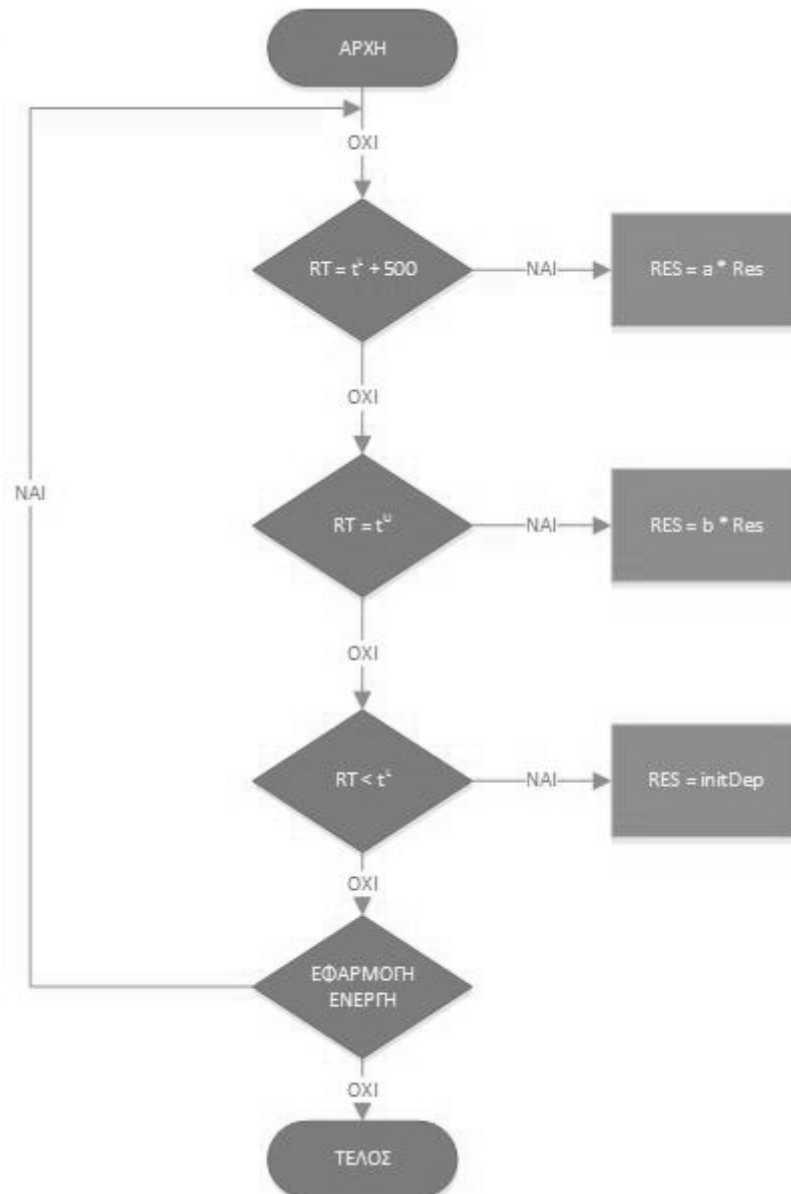 ΑΡΧΗ
ΟΧΙ
RT = tᴸ + 500
ΝΑΙ
RES = a * Res
ΟΧΙ
ΝΑΙ
RT = tᵁ
ΝΑΙ
RES = b * Res
ΟΧΙ
RT < tᴸ
ΝΑΙ
RES = initDep
ΟΧΙ
ΕΦΑΡΜΟΓΗ
ΕΝΕΡΓΗ
ΟΧΙ
ΤΕΛΟΣ